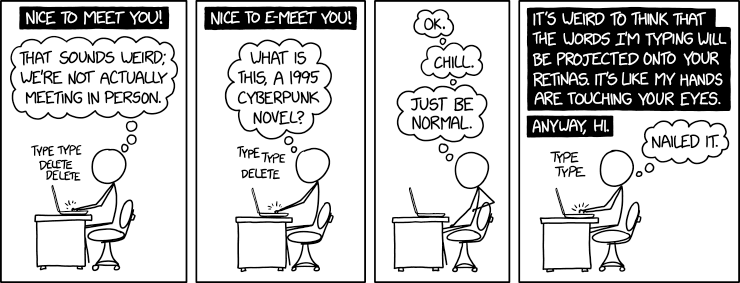 NICE TO MEET YOU!
THAT SOUNDS WEIRD;
WE'RE NOT ACTUALLY
MEETING IN PERSON.
TYPE TYPE
DELETE
DELETE
NICE TO E-MEET YOU!
WHAT IS
THIS, A 1995
CYBERPUNK
NOVEL?
TYPE TYPE
DELETE
OK.
CHILL.
JUST BE
NORMAL.
IT'S WEIRD TO THINK THAT
THE WORDS I'M TYPING WILL
BE PROJECTED ONTO YOUR
RETINAS. IT'S LIKE MY HANDS
ARE TOUCHING YOUR EYES.
ANYWAY, HI.
NAILED IT.
TYPE
TYPE.